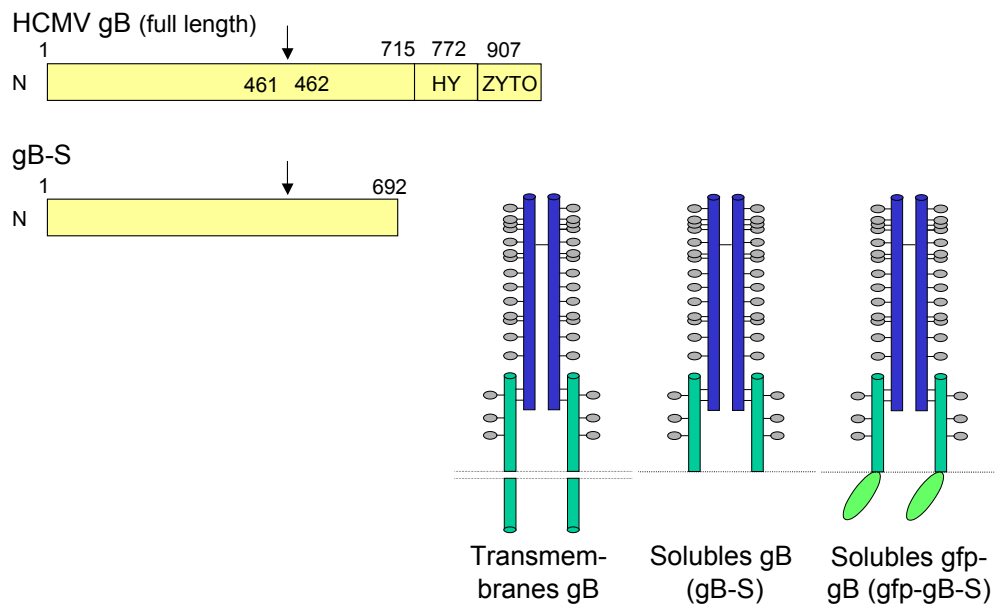 HCMV gB (full length)
1 715 772 907
N 461 462 HY ZYTO
gB-S
1 692
N
Transmem-
branes gB
Solubles gB
(gB-S)
Solubles gfp-
gB (gfp-gB-S)